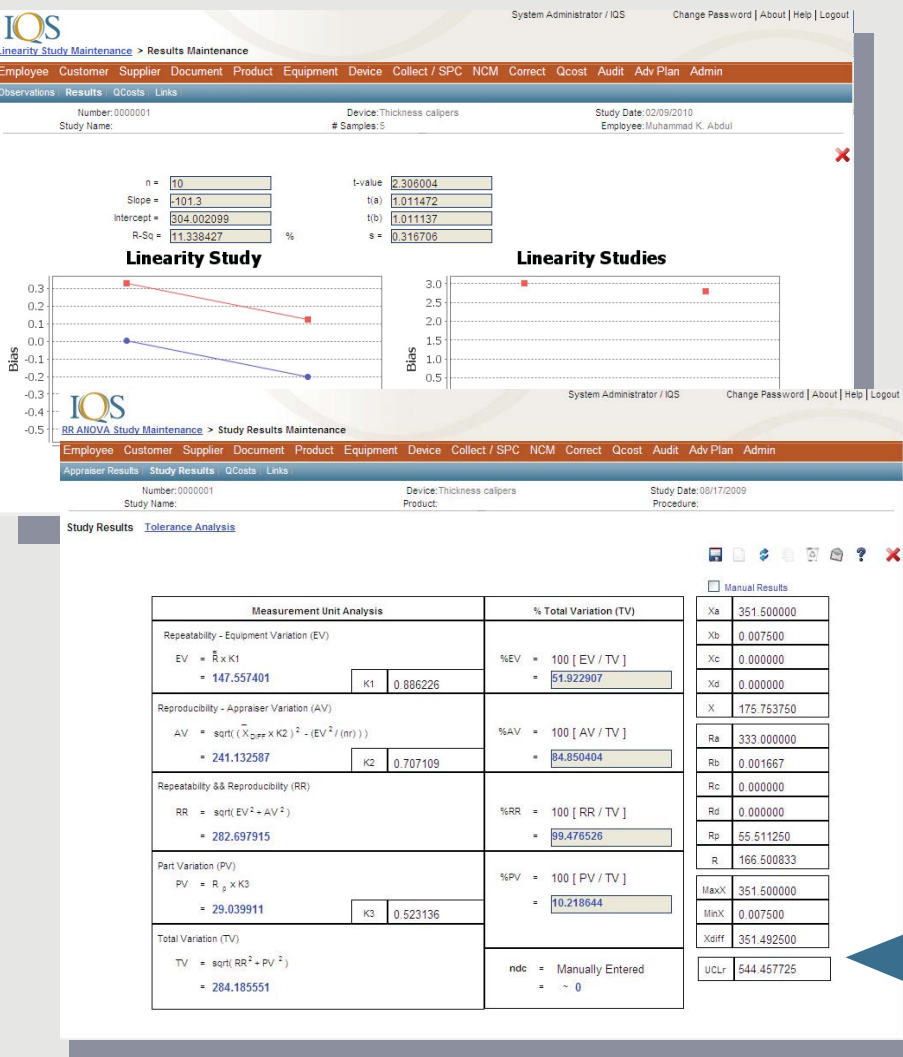 System Administrator / IQS Change Password | About | Help | Logout
IQS
Linearity Study Maintenance > Results Maintenance
Employee Customer Supplier Document Product Equipment Device Collect / SPC NCM Correct Qcost Audit Adv Plan Admin
Observations Results QCosts Links
Number: 0000001 Device: Thickness calipers Study Date: 02/09/2010
Study Name: # Samples: 5 Employee: Muhammad K. Abdul
n = 10 t-value 2.306004
Slope = -101.3 t(a) 1.011472
Intercept = 304.002099 t(b) 1.011137
R-Sq = 11.338427 % s = 0.316706
Linearity Study Linearity Studies
0.3 3.0
0.2 2.5
0.1 2.0
0.0 1.5
Bias Bias
-0.1 1.0
-0.2 0.5
-0.3
-0.4
-0.5
System Administrator / IQS Change Password | About | Help | Logout
IQS
RR ANOVA Study Maintenance > Study Results Maintenance
Employee Customer Supplier Document Product Equipment Device Collect / SPC NCM Correct Qcost Audit Adv Plan Admin
Appraiser Results Study Results QCosts Links
Number: 0000001 Device: Thickness calipers Study Date: 08/17/2009
Study Name: Product: Procedure:
Study Results Tolerance Analysis
Manual Results
Measurement Unit Analysis % Total Variation (TV) Xa 351.500000
Repeatability - Equipment Variation (EV) Xb 0.007500
EV = R̿ x K1 %EV = 100 [ EV / TV ] Xc 0.000000
= 147.557401 K1 0.886226 = 51.922907 Xd 0.000000
Reproducibility - Appraiser Variation (AV) X 175.753750
AV = sqrt( ( X̅ DIFF x K2 ) ² - (EV ² / (nr) ) ) %AV = 100 [ AV / TV ] Ra 333.000000
= 241.132587 K2 0.707109 = 84.850404 Rb 0.001667
Repeatability && Reproducibility (RR) Rc 0.000000
RR = sqrt( EV ² + AV ² ) %RR = 100 [ RR / TV ] Rd 0.000000
= 282.697915 = 99.476526 Rp 55.511250
Part Variation (PV) R 166.500833
PV = R p x K3 %PV = 100 [ PV / TV ] MaxX 351.500000
= 29.039911 K3 0.523136 = 10.218644 MinX 0.007500
Total Variation (TV) Xdiff 351.492500
TV = sqrt( RR ² + PV ² ) ndc = Manually Entered UCLr 544.457725
= 284.185551 = ~ 0